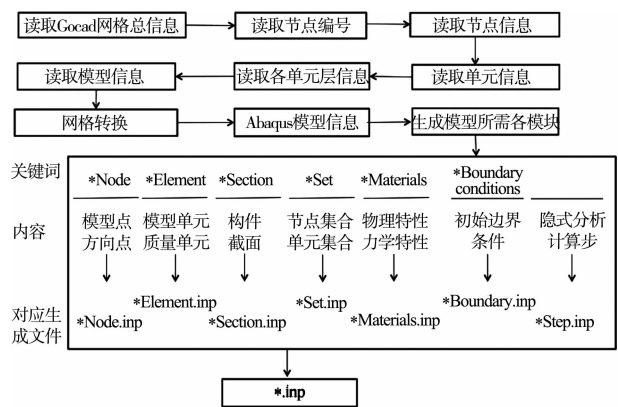 读取Gocad网格总信息 读取节点编号 读取节点信息
读取模型信息 读取各单元层信息 读取单元信息
网格转换 Abaqus模型信息 生成模型所需各模块
关键词 *Node *Element *Section *Set *Materials *Boundary
conditions
内容 模型点 模型单元 构件 节点集合 物理特性 初始边界 隐式分析
方向点 质量单元 截面 单元集合 力学特性 条件 计算步
对应生 *Element.inp *Set.inp *Boundary.inp
成文件 *Node.inp *Section.inp *Materials.inp *Step.inp
*.inp